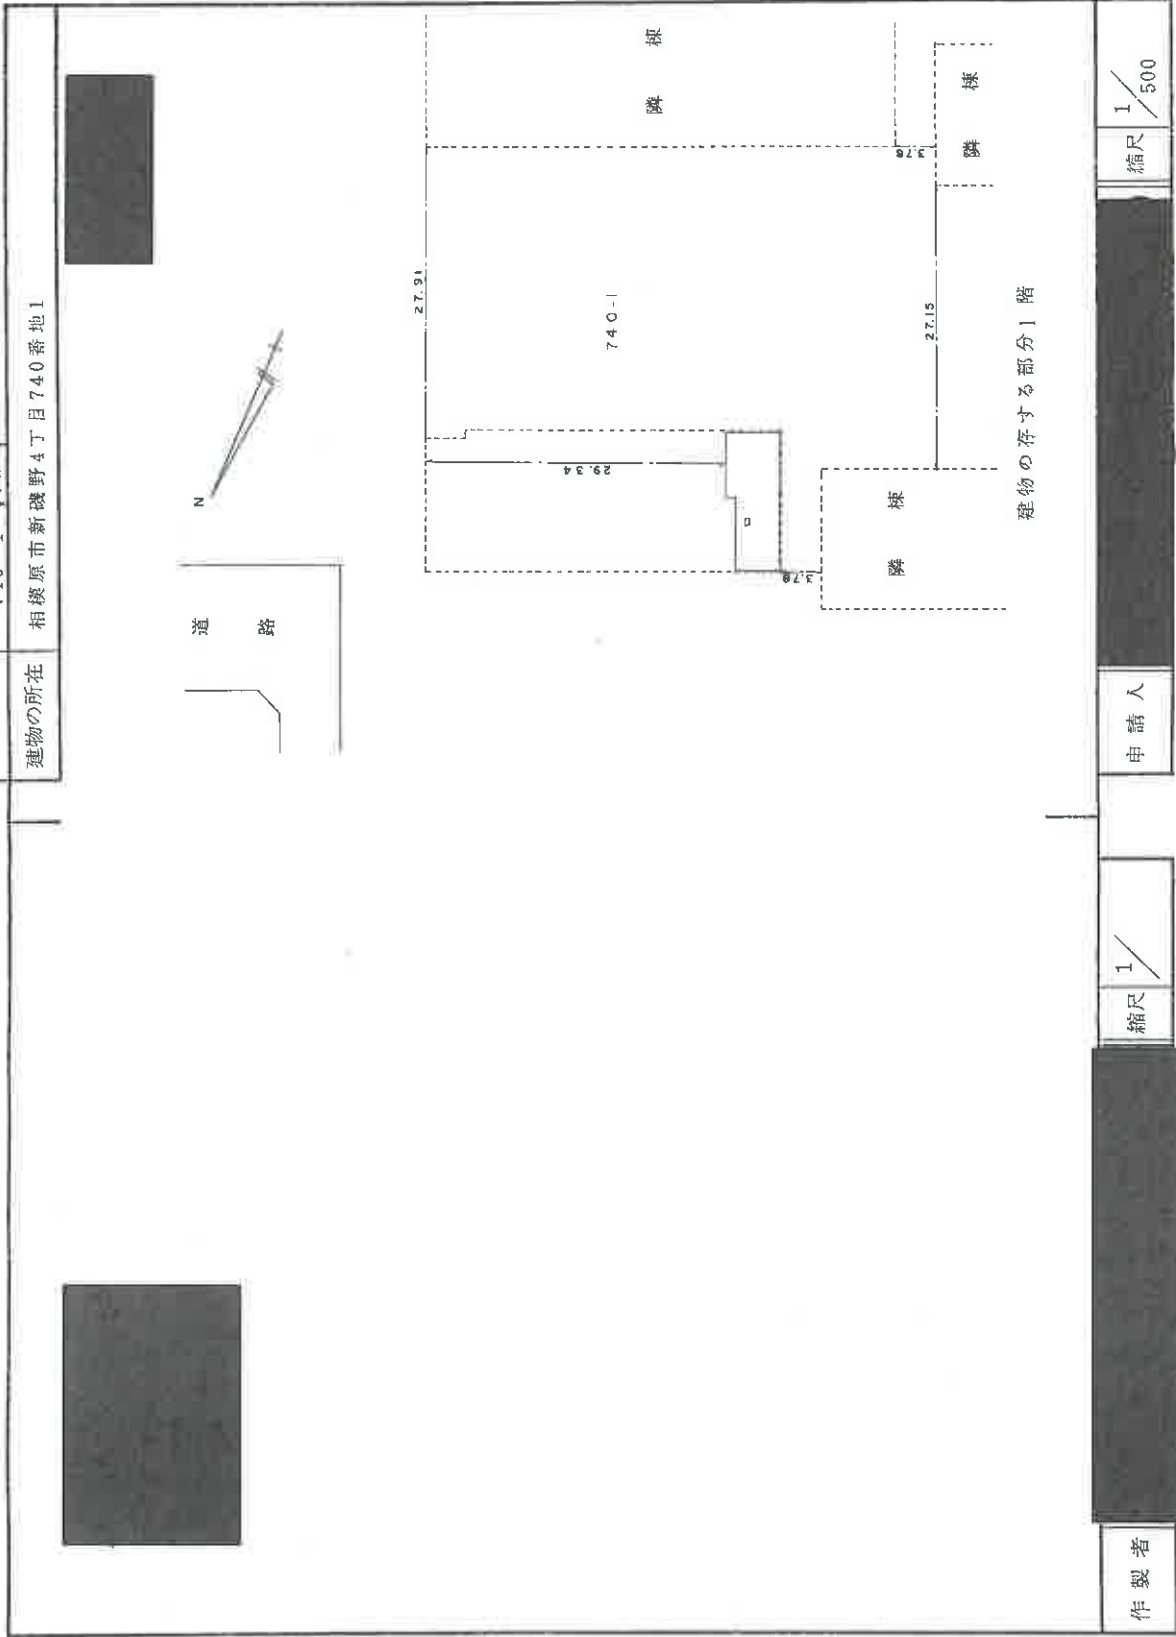 建物の所在
相模原市新磯野4丁目740番地1
道路
N
27.91
29.34
740-1
隣棟
3.78
隣棟
27.15
隣棟
3.78
建物の存する部分1階
作製者
縮尺 1/
申請人
縮尺 1/500